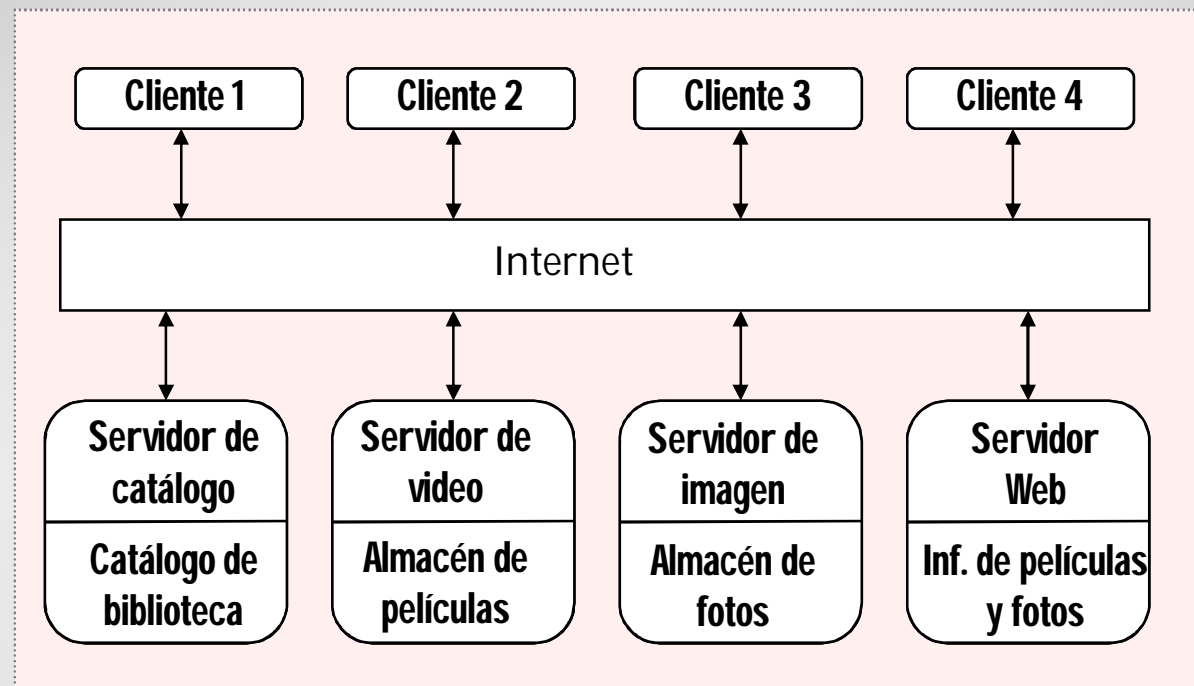 Cliente 1
Cliente 2
Cliente 3
Cliente 4
Internet
Servidor de
catálogo
Catálogo de
biblioteca
Servidor de
video
Almacén de
películas
Servidor de
imagen
Almacén de
fotos
Servidor
Web
Inf. de películas
y fotos